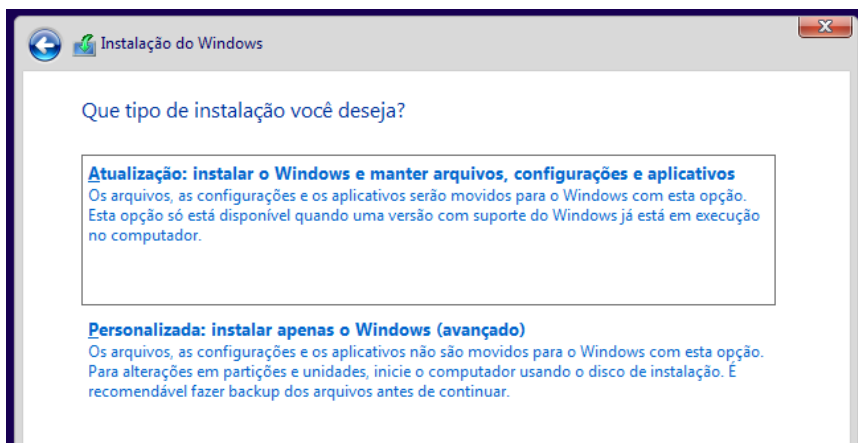 Instalação do Windows
Que tipo de instalação você deseja?
Atualização: instalar o Windows e manter arquivos, configurações e aplicativos
Os arquivos, as configurações e os aplicativos serão movidos para o Windows com esta opção.
Esta opção só está disponível quando uma versão com suporte do Windows já está em execução
no computador.
Personalizada: instalar apenas o Windows (avançado)
Os arquivos, as configurações e os aplicativos não são movidos para o Windows com esta opção.
Para alterações em partições e unidades, inicie o computador usando o disco de instalação. É
recomendável fazer backup dos arquivos antes de continuar.